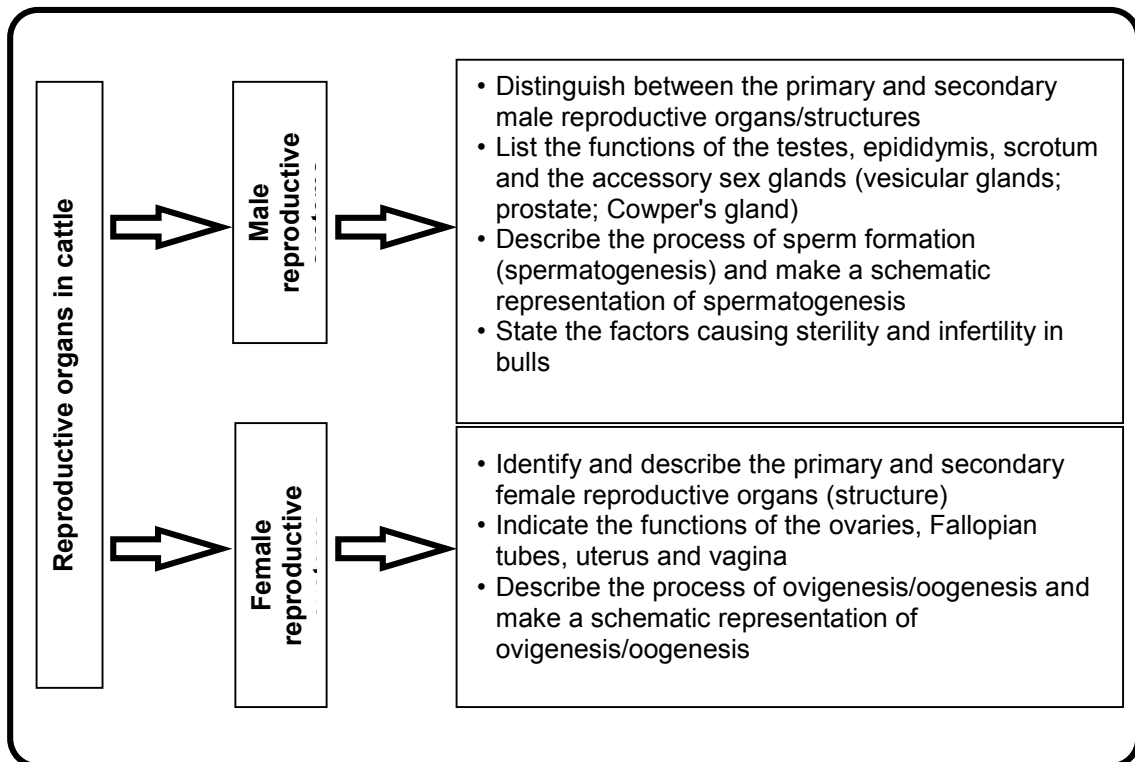 Reproductive organs in cattle
Male
reproductive
• Distinguish between the primary and secondary
male reproductive organs/structures
• List the functions of the testes, epididymis, scrotum
and the accessory sex glands (vesicular glands;
prostate; Cowper's gland)
• Describe the process of sperm formation
(spermatogenesis) and make a schematic
representation of spermatogenesis
• State the factors causing sterility and infertility in
bulls
Female
reproductive
• Identify and describe the primary and secondary
female reproductive organs (structure)
• Indicate the functions of the ovaries, Fallopian
tubes, uterus and vagina
• Describe the process of ovigenesis/oogenesis and
make a schematic representation of
ovigenesis/oogenesis